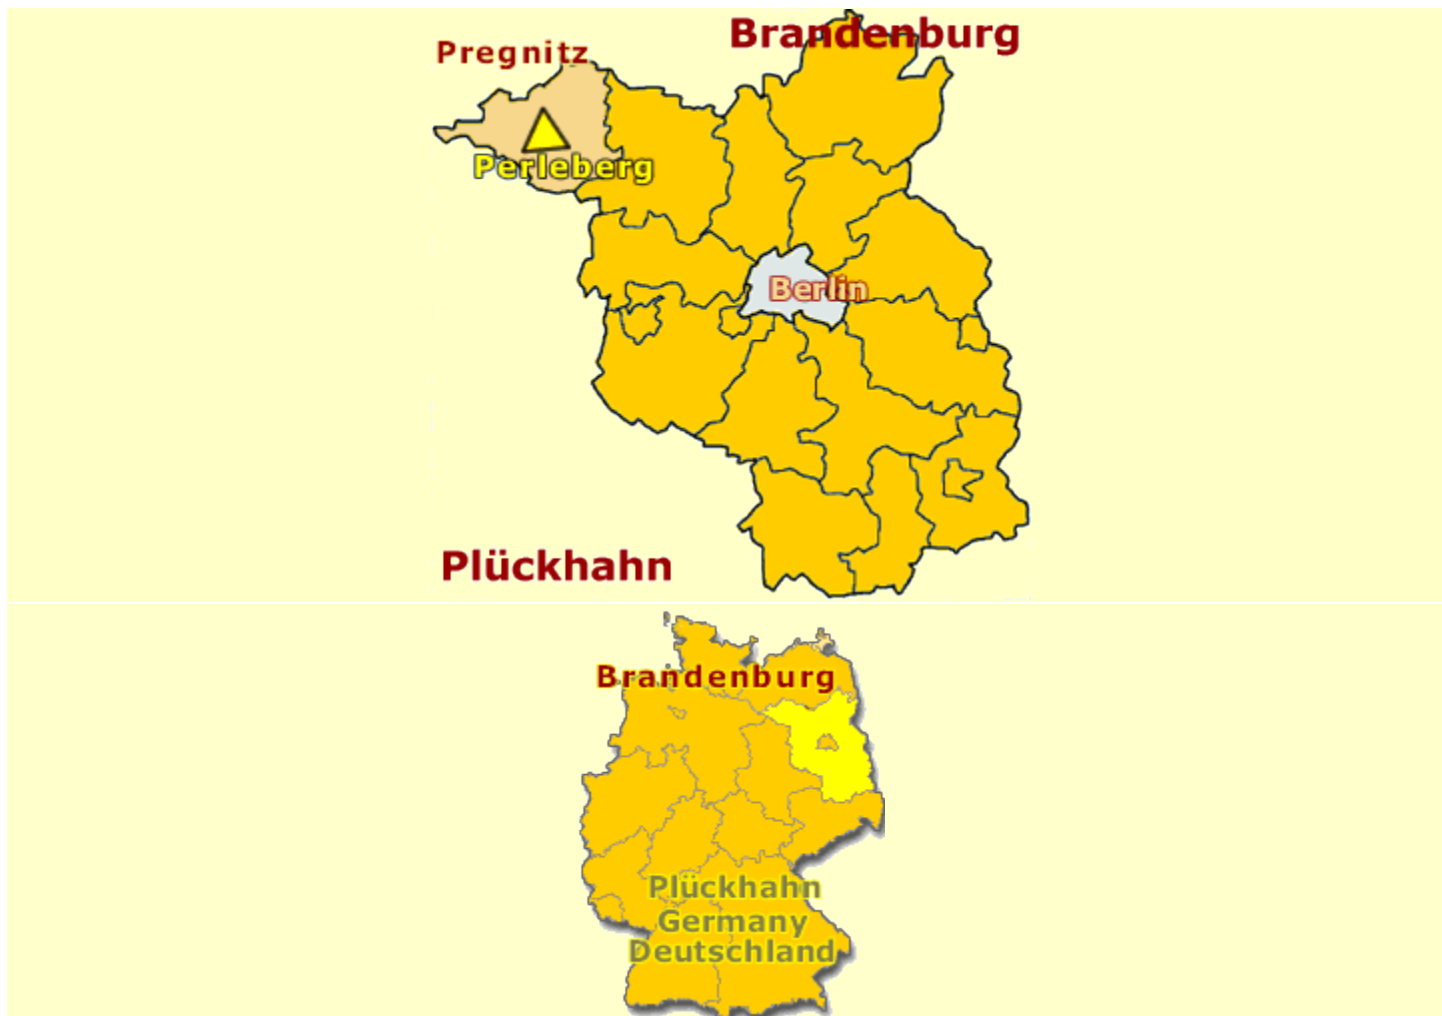 Brandenburg
Pregnitz
Perleberg
Berlin
Plückhahn
Brandenburg
Plückhahn
Germany
Deutschland